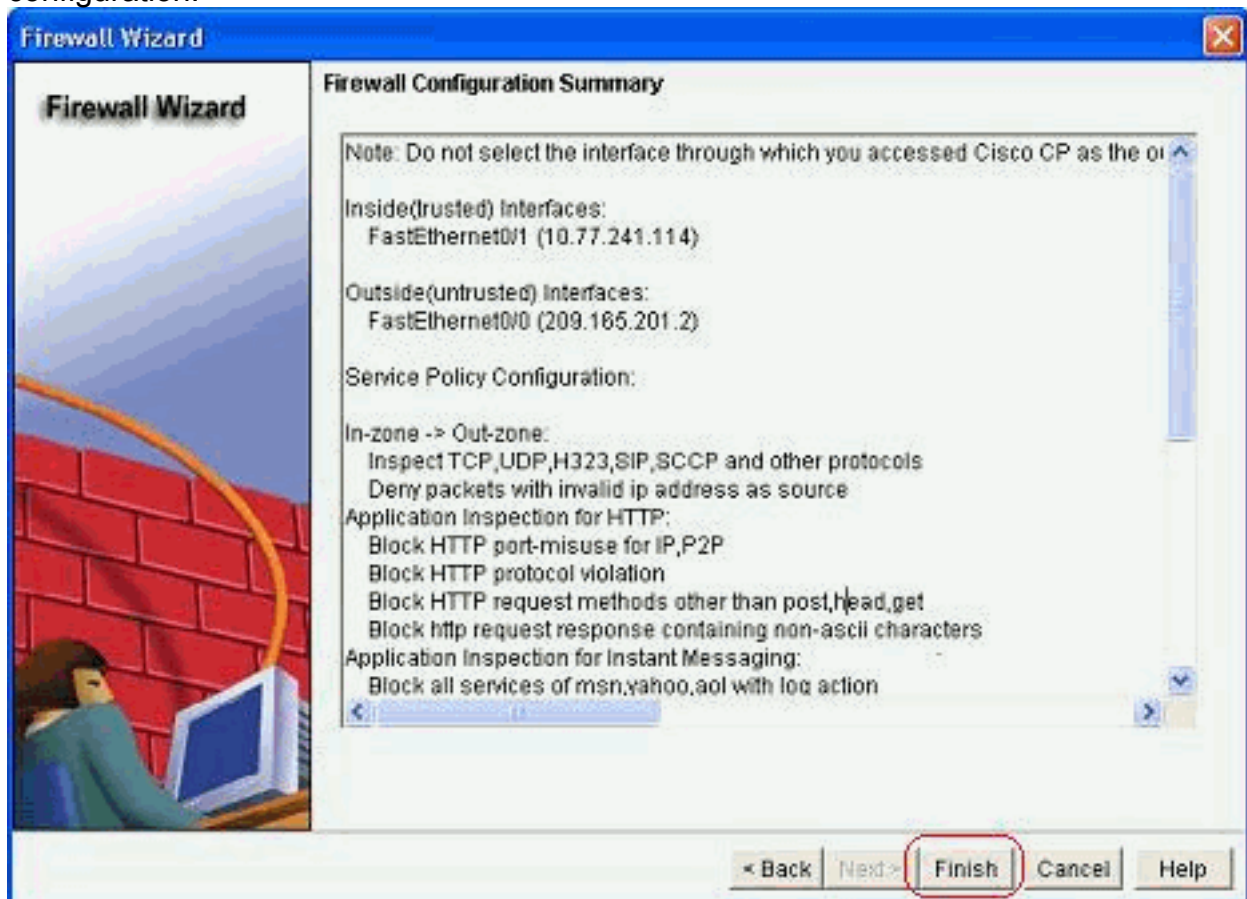 configuration.
Firewall Wizard
Firewall Wizard
Firewall Configuration Summary
Note: Do not select the interface through which you accessed Cisco CP as the
Inside(trusted) Interfaces:
FastEthernet0/1 (10.77.241.114)
Outside(untrusted) Interfaces:
FastEthernet0/0 (209.165.201.2)
Service Policy Configuration:
In-zone -> Out-zone:
Inspect TCP,UDP,H323,SIP,SCCP and other protocols
Deny packets with invalid ip address as source
Application Inspection for HTTP:
Block HTTP port-misuse for IP,P2P
Block HTTP protocol violation
Block HTTP request methods other than post,head,get
Block http request response containing non-ascii characters
Application Inspection for Instant Messaging:
Block all services of msn,yahoo,aol with log action
< Back Next > Finish Cancel Help